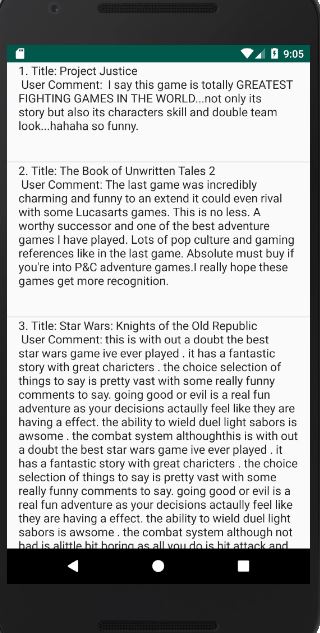 9:05
1. Title: Project Justice
User Comment:  I say this game is totally GREATEST
FIGHTING GAMES IN THE WORLD...not only its
story but also its characters skill and double team
look...hahaha so funny.
2. Title: The Book of Unwritten Tales 2
User Comment: The last game was incredibly
charming and funny to an extend it could even rival
with some Lucasarts games. This is no less. A
worthy successor and one of the best adventure
games I have played. Lots of pop culture and gaming
references like in the last game. Absolute must buy if
you're into P&C adventure games.I really hope these
games get more recognition.
3. Title: Star Wars: Knights of the Old Republic
User Comment: this is with out a doubt the best
star wars game ive ever played . it has a fantastic
story with great charicters . the choice selection of
things to say is pretty vast with some really funny
comments to say. going good or evil is a real fun
adventure as your decisions actaully feel like they are
having a effect. the ability to wield duel light sabors is
awsome . the combat system althoughthis is with out
a doubt the best star wars game ive ever played . it
has a fantastic story with great charicters . the choice
selection of things to say is pretty vast with some
really funny comments to say. going good or evil is a
real fun adventure as your decisions actaully feel like
they are having a effect. the ability to wield duel light
sabors is awsome . the combat system although not
bad is alittle bit boring as all you do is hit attack and